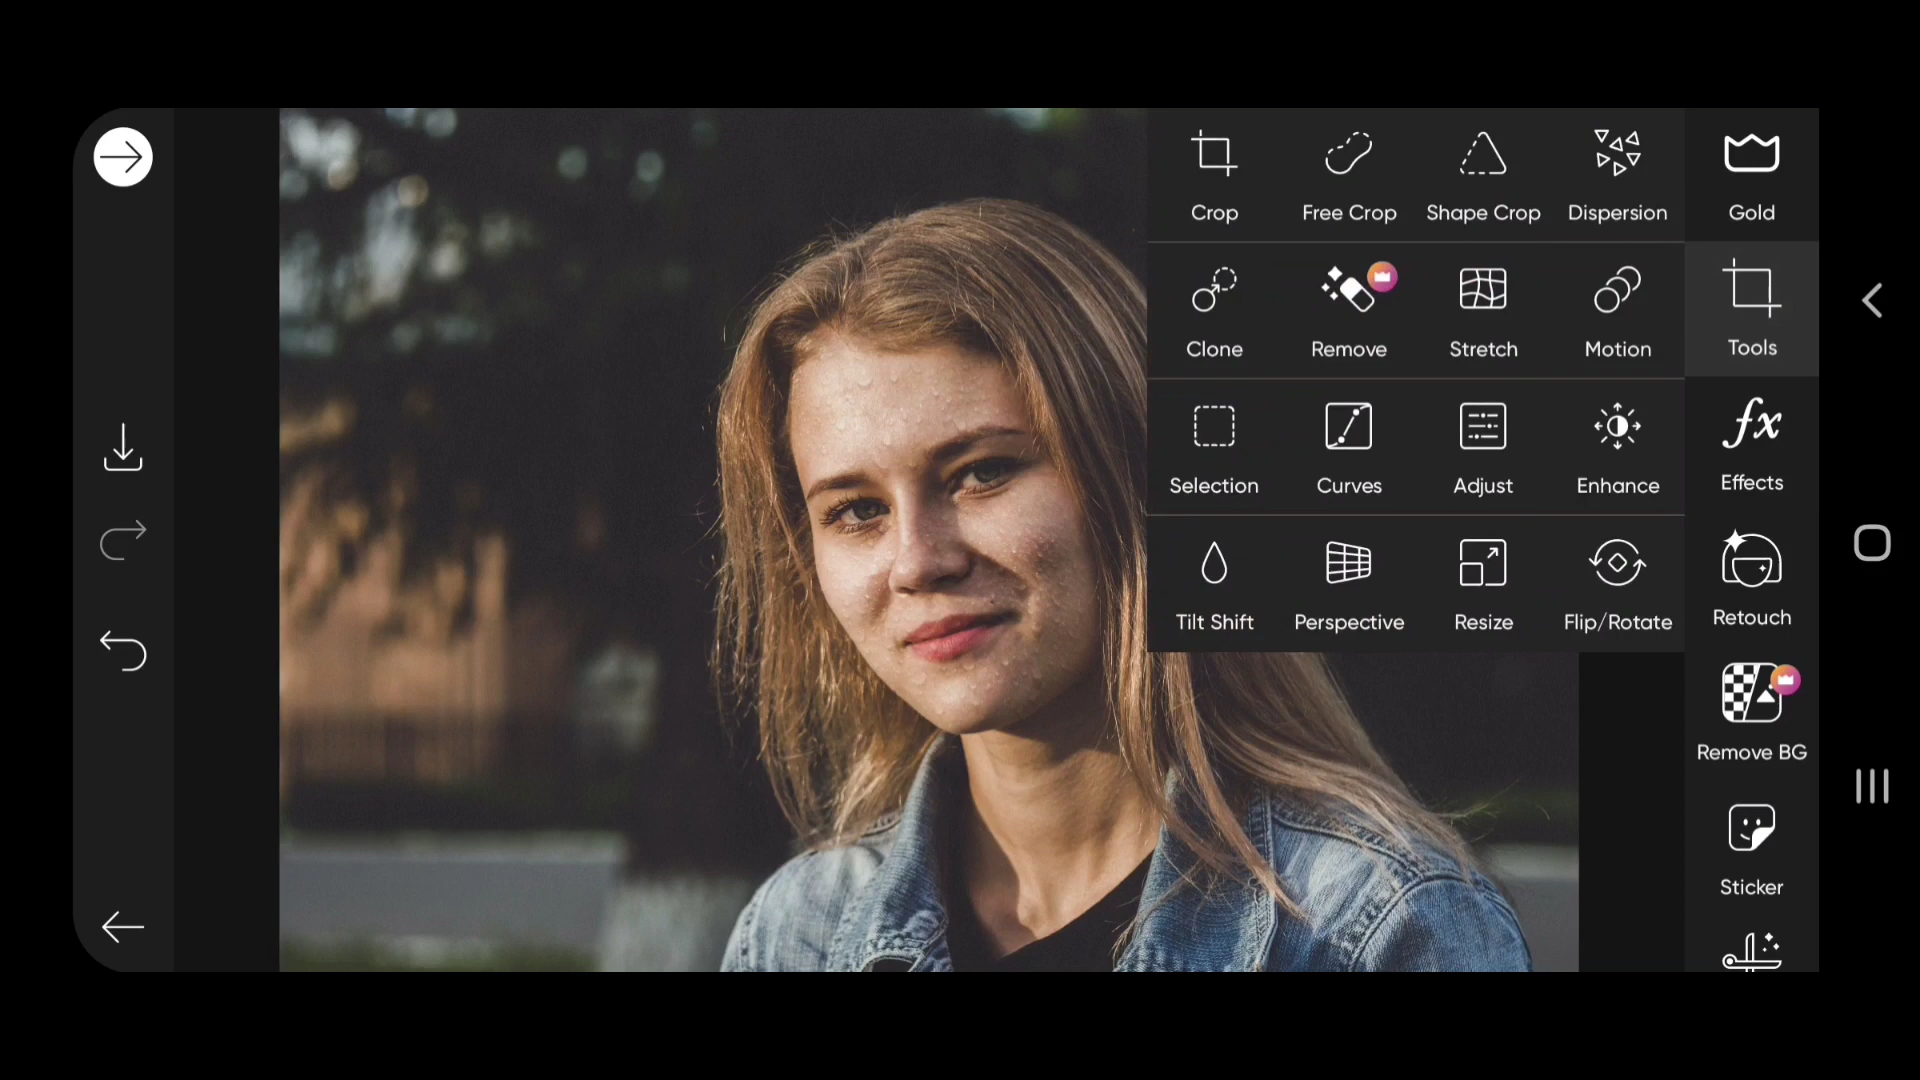 Crop Free Crop Shape Crop Dispersion Gold
Clone Remove Stretch Motion Tools
Selection Curves Adjust Enhance Effects
Tilt Shift Perspective Resize Flip/Rotate Retouch
Remove BG
Sticker